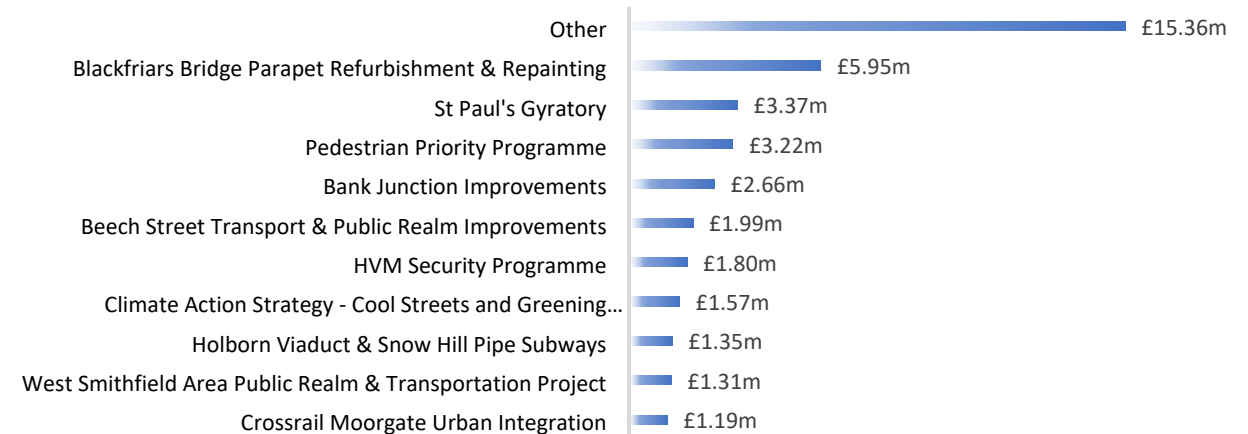 Other £15.36m
Blackfriars Bridge Parapet Refurbishment & Repainting £5.95m
St Paul's Gyratory £3.37m
Pedestrian Priority Programme £3.22m
Bank Junction Improvements £2.66m
Beech Street Transport & Public Realm Improvements £1.99m
HVM Security Programme £1.80m
Climate Action Strategy - Cool Streets and Greening... £1.57m
Holborn Viaduct & Snow Hill Pipe Subways £1.35m
West Smithfield Area Public Realm & Transportation Project £1.31m
Crossrail Moorgate Urban Integration £1.19m